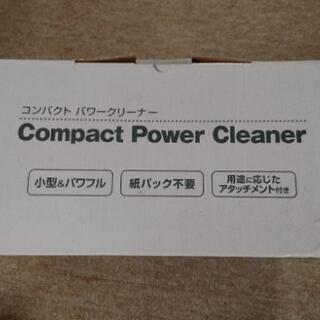 コンパクト パワークリーナー
Compact Power Cleaner
小型&パワフル
紙パック不要
用途に応じた
アタッチメント付き